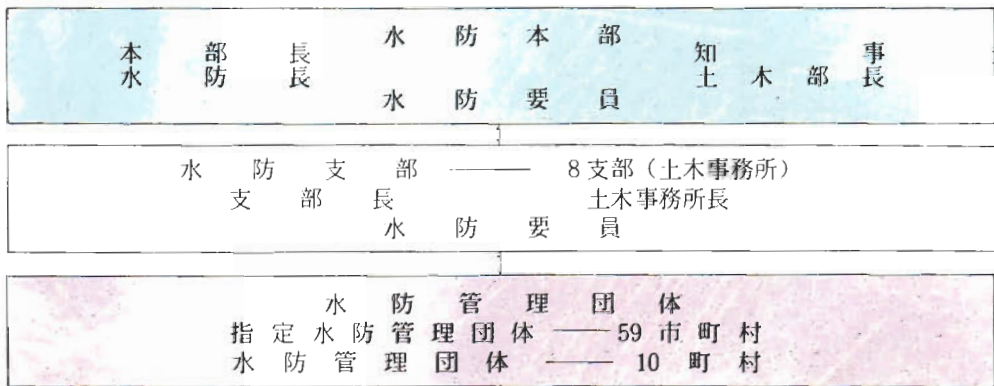 水防本部
本部長 知事
水防長 土木部長
水防要員
水防支部 —— 8支部（土木事務所）
支部長 土木事務所長
水防要員
水防管理団体
指定水防管理団体 —— 59市町村
水防管理団体 —— 10町村